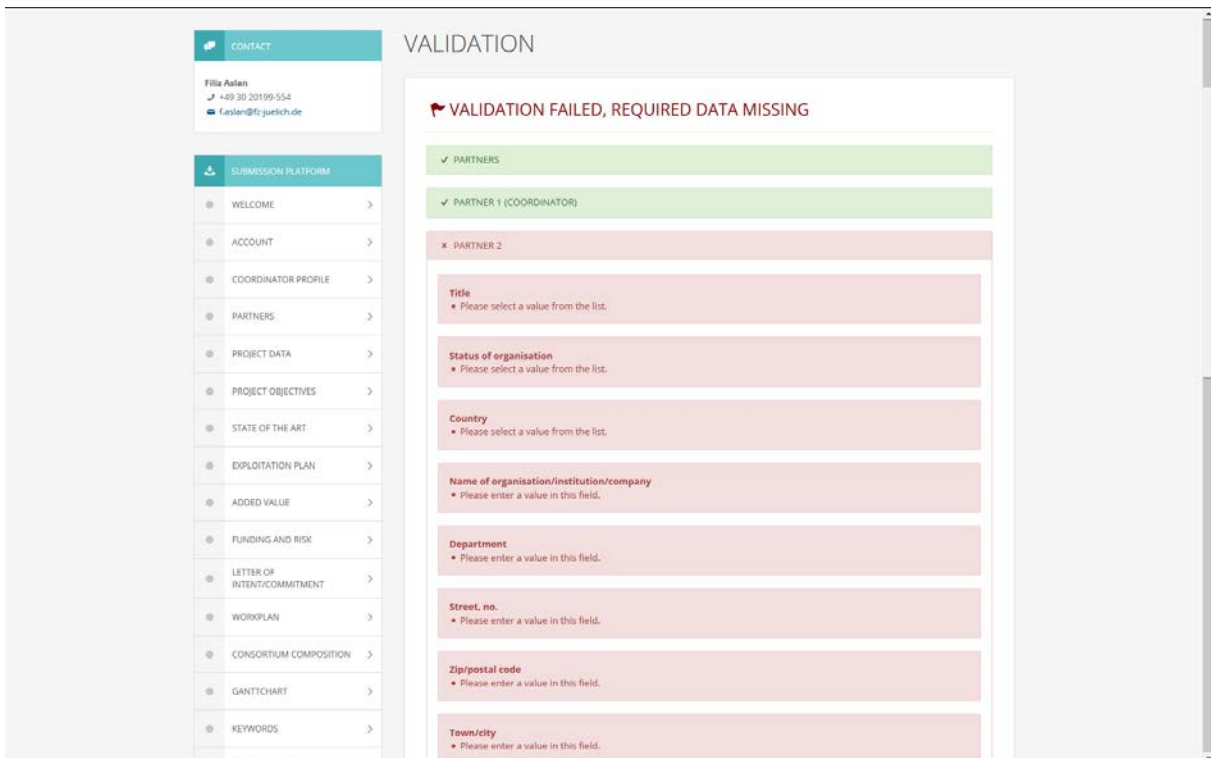 CONTACT
Filiz Aslan
+49 30 20199-554
f.aslan@fz-juelich.de
SUBMISSION PLATFORM
WELCOME
ACCOUNT
COORDINATOR PROFILE
PARTNERS
PROJECT DATA
PROJECT OBJECTIVES
STATE OF THE ART
EXPLOITATION PLAN
ADDED VALUE
FUNDING AND RISK
LETTER OF
INTENT/COMMITMENT
WORKPLAN
CONSORTIUM COMPOSITION
GANTTCHART
KEYWORDS
VALIDATION
VALIDATION FAILED, REQUIRED DATA MISSING
✓ PARTNERS
✓ PARTNER 1 (COORDINATOR)
x PARTNER 2
Title
• Please select a value from the list.
Status of organisation
• Please select a value from the list.
Country
• Please select a value from the list.
Name of organisation/institution/company
• Please enter a value in this field.
Department
• Please enter a value in this field.
Street, no.
• Please enter a value in this field.
Zip/postal code
• Please enter a value in this field.
Town/city
• Please enter a value in this field.